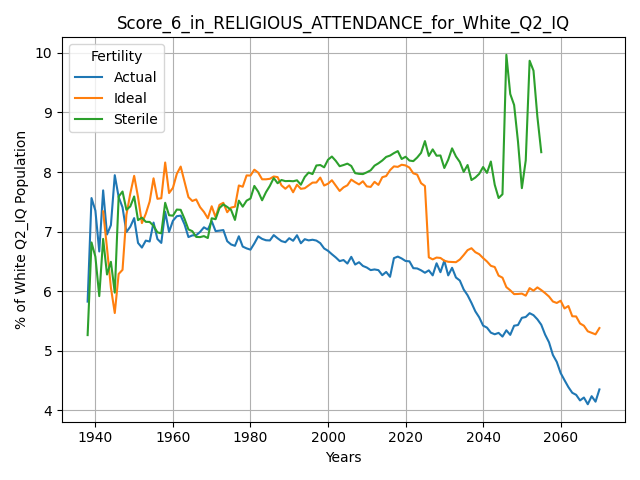 Score_6_in_RELIGIOUS_ATTENDANCE_for_White_Q2_IQ
% of White Q2_IQ Population
10
9
8
7
6
5
4
Fertility
Actual
Ideal
Sterile
1940
1960
1980
2000
2020
2040
2060
Years